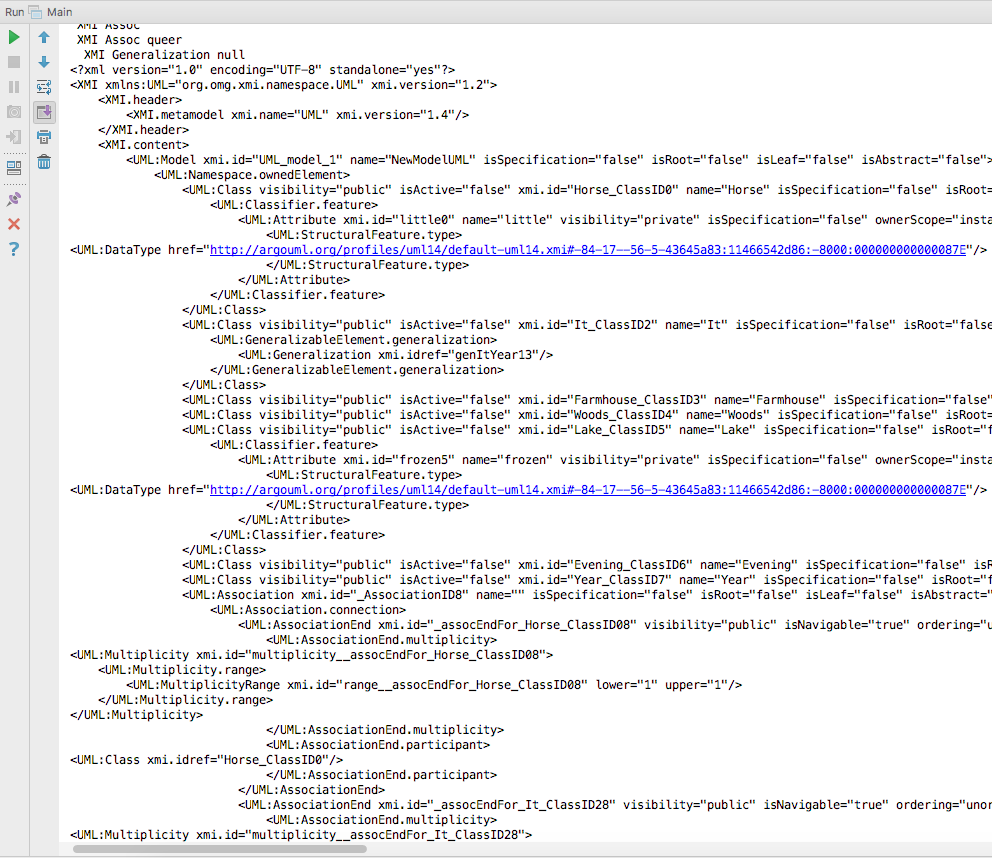 Run Main
XMI Assoc
XMI Assoc queer
XMI Generalization null
<?xml version="1.0" encoding="UTF-8" standalone="yes"?>
<XMI xmlns:UML="org.omg.xmi.namespace.UML" xmi.version="1.2">
<XMI.header>
<XMI.metamodel xmi.name="UML" xmi.version="1.4"/>
</XMI.header>
<XMI.content>
<UML:Model xmi.id="UML_model_1" name="NewModelUML" isSpecification="false" isRoot="false" isLeaf="false" isAbstract="false">
<UML:Namespace.ownedElement>
<UML:Class visibility="public" isActive="false" xmi.id="Horse_ClassID0" name="Horse" isSpecification="false" isRoot=
<UML:Classifier.feature>
<UML:Attribute xmi.id="little0" name="little" visibility="private" isSpecification="false" ownerScope="insta
<UML:StructuralFeature.type>
<UML:DataType href="http://argouml.org/profiles/uml14/default-uml14.xmi#-84-17--56-5-43645a83:11466542d86:-8000:000000000000087E"/>
</UML:StructuralFeature.type>
</UML:Attribute>
</UML:Classifier.feature>
</UML:Class>
<UML:Class visibility="public" isActive="false" xmi.id="It_ClassID2" name="It" isSpecification="false" isRoot="false
<UML:GeneralizableElement.generalization>
<UML:Generalization xmi.idref="genItYear13"/>
</UML:GeneralizableElement.generalization>
</UML:Class>
<UML:Class visibility="public" isActive="false" xmi.id="Farmhouse_ClassID3" name="Farmhouse" isSpecification="false"
<UML:Class visibility="public" isActive="false" xmi.id="Woods_ClassID4" name="Woods" isSpecification="false" isRoot=
<UML:Class visibility="public" isActive="false" xmi.id="Lake_ClassID5" name="Lake" isSpecification="false" isRoot="f
<UML:Classifier.feature>
<UML:Attribute xmi.id="frozen5" name="frozen" visibility="private" isSpecification="false" ownerScope="insta
<UML:StructuralFeature.type>
<UML:DataType href="http://argouml.org/profiles/uml14/default-uml14.xmi#-84-17--56-5-43645a83:11466542d86:-8000:000000000000087E"/>
</UML:StructuralFeature.type>
</UML:Attribute>
</UML:Classifier.feature>
</UML:Class>
<UML:Class visibility="public" isActive="false" xmi.id="Evening_ClassID6" name="Evening" isSpecification="false" isR
<UML:Class visibility="public" isActive="false" xmi.id="Year_ClassID7" name="Year" isSpecification="false" isRoot="f
<UML:Association xmi.id="_AssociationID8" name="" isSpecification="false" isRoot="false" isLeaf="false" isAbstract="
<UML:Association.connection>
<UML:AssociationEnd xmi.id="_assocEndFor_Horse_ClassID08" visibility="public" isNavigable="true" ordering="u
<UML:AssociationEnd.multiplicity>
<UML:Multiplicity xmi.id="multiplicity__assocEndFor_Horse_ClassID08">
<UML:Multiplicity.range>
<UML:MultiplicityRange xmi.id="range__assocEndFor_Horse_ClassID08" lower="1" upper="1"/>
</UML:Multiplicity.range>
</UML:Multiplicity>
</UML:AssociationEnd.multiplicity>
<UML:AssociationEnd.participant>
<UML:Class xmi.idref="Horse_ClassID0"/>
</UML:AssociationEnd.participant>
</UML:AssociationEnd>
<UML:AssociationEnd xmi.id="_assocEndFor_It_ClassID28" visibility="public" isNavigable="true" ordering="unor
<UML:AssociationEnd.multiplicity>
<UML:Multiplicity xmi.id="multiplicity__assocEndFor_It_ClassID28">